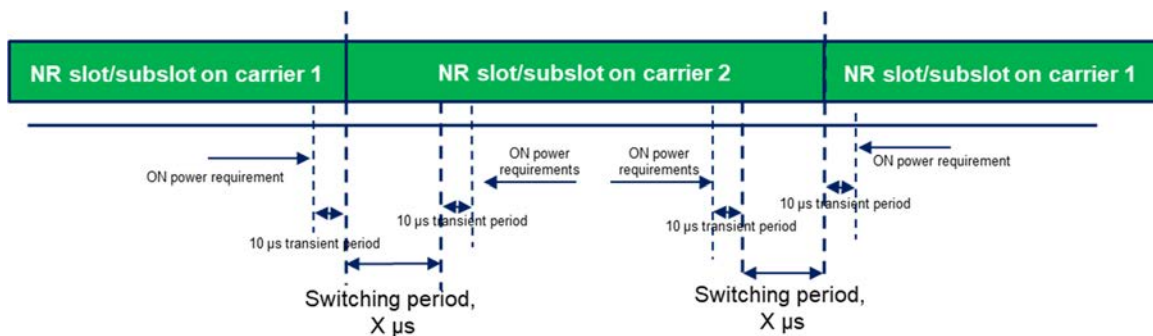 NR slot/subslot on carrier 1
NR slot/subslot on carrier 2
NR slot/subslot on carrier 1
ON power requirement
ON power
requirements
ON power
requirements
ON power requirement
10 µs transient period
10 µs transient period
10 µs transient period
10 µs transient period
Switching period,
X µs
Switching period,
X µs